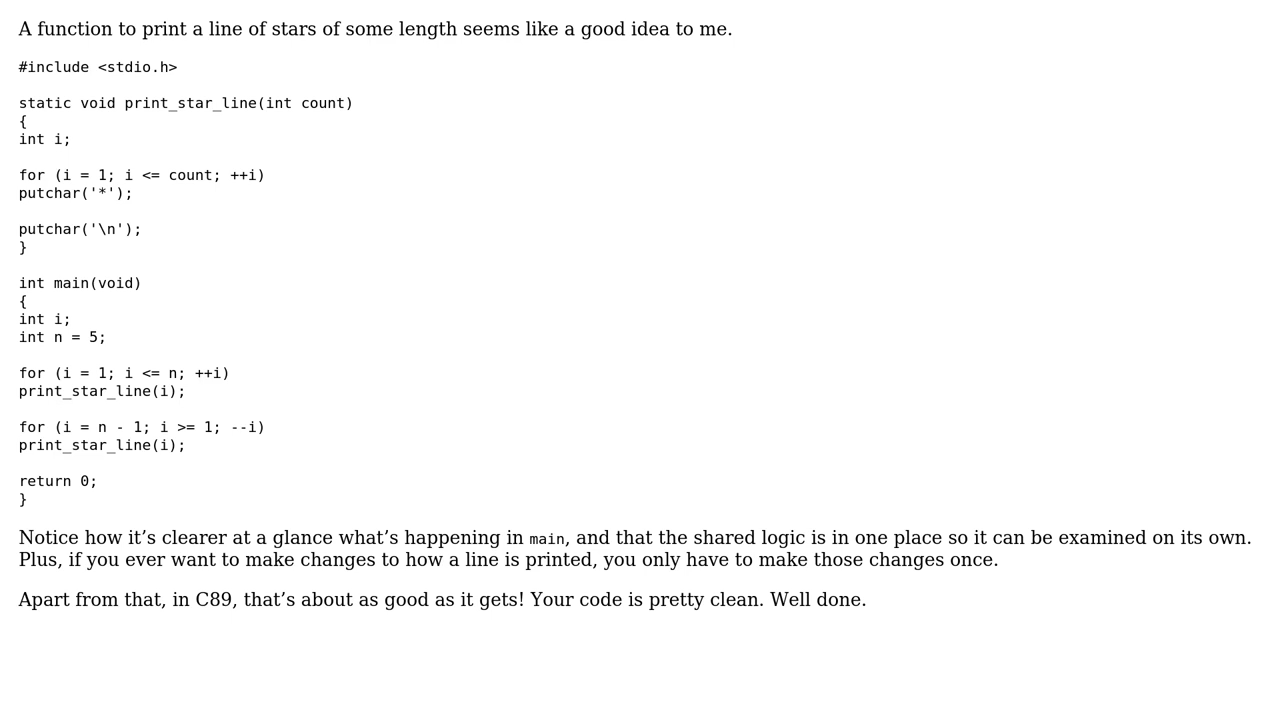 A function to print a line of stars of some length seems like a good idea to me.
#include <stdio.h>
static void print_star_line(int count)
{
int i;
for (i = 1; i <= count; ++i)
putchar('*');
putchar('\n');
}
int main(void)
{
int i;
int n = 5;
for (i = 1; i <= n; ++i)
print_star_line(i);
for (i = n - 1; i >= 1; --i)
print_star_line(i);
return 0;
}
Notice how it’s clearer at a glance what’s happening in main, and that the shared logic is in one place so it can be examined on its own.
Plus, if you ever want to make changes to how a line is printed, you only have to make those changes once.
Apart from that, in C89, that’s about as good as it gets! Your code is pretty clean. Well done.